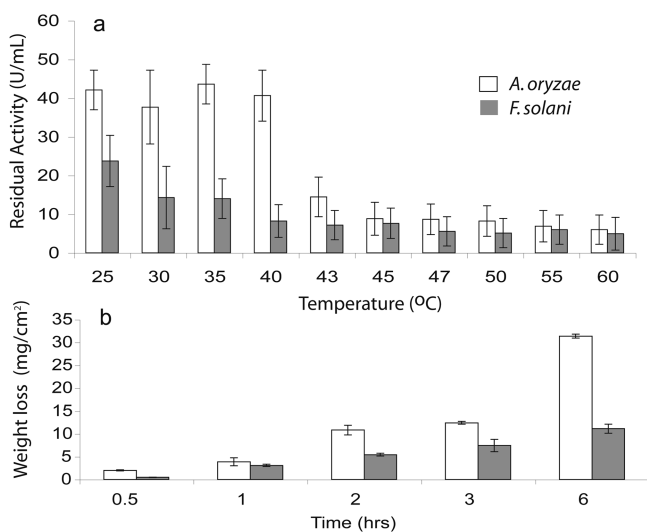 a
Residual Activity (U/mL)
60
50
40
30
20
10
0
A. oryzae
F. solani
25 30 35 40 43 45 47 50 55 60
Temperature (ºC)
b
Weight loss (mg/cm²)
35
30
25
20
15
10
5
0
0.5 1 2 3 6
Time (hrs)